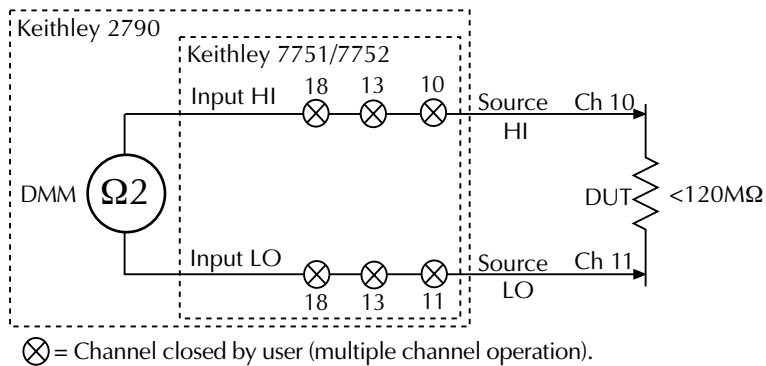 Keithley 2790
Keithley 7751/7752
18 13 10
Input HI
Source Ch 10
HI
DMM
Ω2
DUT
<120MΩ
Input LO
Source Ch 11
LO
18 13 11
= Channel closed by user (multiple channel operation).